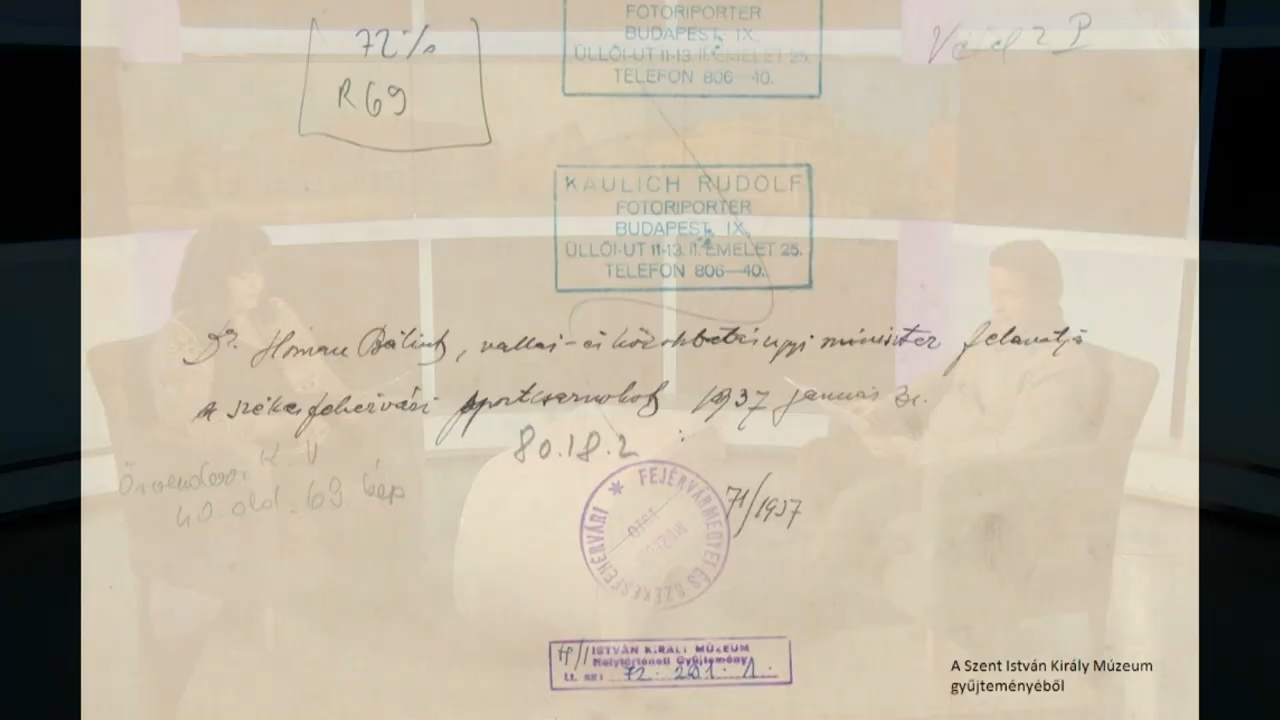 FOTORIPORTER
BUDAPEST, IX.
ÜLLŐI-UT 11-13. II. EMELET 25.
TELEFON 806—40.
72%
R69
2 P
KAULICH RUDOLF
FOTORIPORTER
BUDAPEST, IX.
ÜLLŐI-UT 11-13. II. EMELET 25.
TELEFON 806—40.
Dr. Homan Bálint, vallás- és közoktatásügyi miniszter felavatja
a székesfehérvári sportcsarnokot 1937 január 31.
80.18.2
40 old. 69 kép
71/1937
FEJÉRVÁRMEGYEI ÉS SZÉKESFEHÉRVÁRI
ISTVÁN KIRÁLY MÚZEUM
Helytörténeti Gyűjtemény
Lt. sz: 72. 201. 1.
A Szent István Király Múzeum
gyűjteményéből